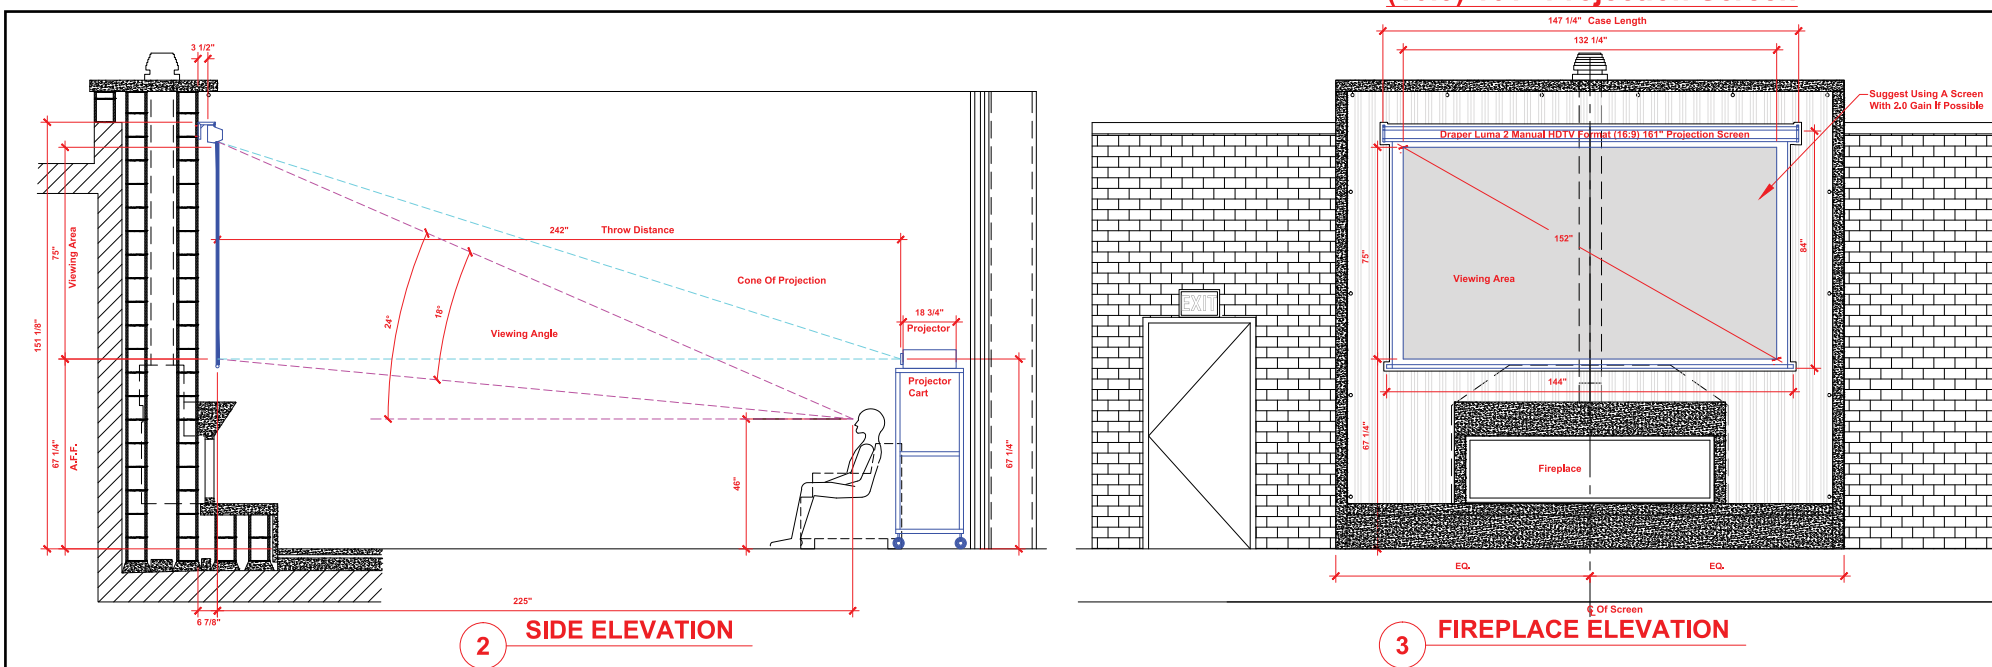 147 1/4" Case Length
132 1/4"
3 1/2"
Suggest Using A Screen
With 2.0 Gain If Possible
Draper Luma 2 Manual HDTV Format (16:9) 161" Projection Screen
242"
Throw Distance
Cone Of Projection
Viewing Angle
24°
18°
75"
Viewing Area
151 1/8"
67 1/4"
A.F.F.
18 3/4"
Projector
Projector
Cart
46"
67 1/4"
225"
6 7/8"
2
SIDE ELEVATION
EXIT
152"
75"
84"
Viewing Area
144"
67 1/4"
Fireplace
EQ.
EQ.
℄ Of Screen
3
FIREPLACE ELEVATION